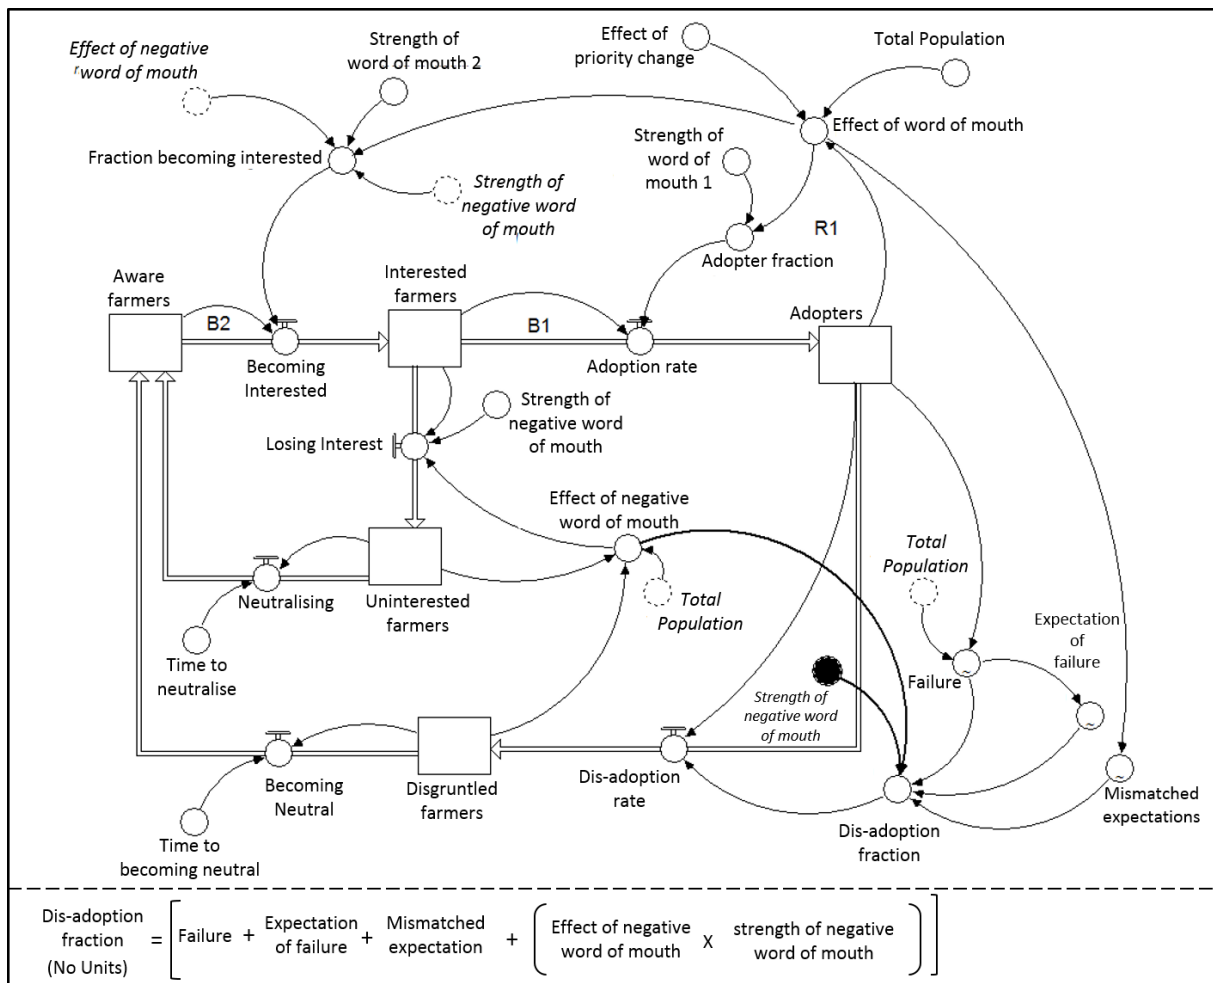 Effect of negative
word of mouth
Strength of
word of mouth 2
Effect of
priority change
Total Population
Effect of word of mouth
Strength of
word of
mouth 1
Fraction becoming interested
Strength of
negative word
of mouth
R1
Adopter fraction
Aware
farmers
Interested
farmers
Adopters
B2
B1
Becoming
Interested
Adoption rate
Strength of
negative word
of mouth
Losing Interest
Effect of negative
word of mouth
Total
Population
Neutralising
Uninterested
farmers
Total
Population
Expectation
of
failure
Time to
neutralise
Failure
~
~
Strength of
negative word
of mouth
~
Becoming
Neutral
Disgruntled
farmers
Dis-adoption
rate
Mismatched
expectations
Dis-adoption
fraction
Time to
becoming neutral
Dis-adoption
fraction
(No Units)
= [ Failure + Expectation
of failure + Mismatched
expectation + ( Effect of negative
word of mouth X strength of negative
word of mouth ) ]